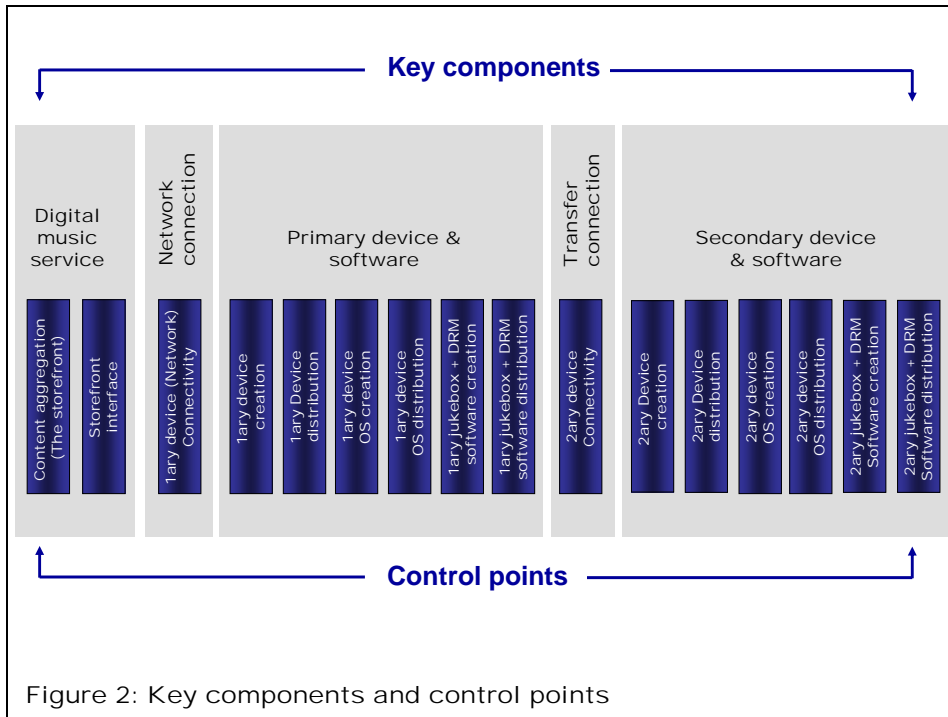 Key components
Digital
music
service
Network
connection
Primary device &
software
Transfer
connection
Secondary device
& software
Content aggregation
(The storefront)
Storefront
interface
1ary device (Network)
Connectivity
1ary device
creation
1ary Device
distribution
1ary device
OS creation
1ary device
OS distribution
1ary jukebox + DRM
software creation
1ary jukebox + DRM
software distribution
2ary device
Connectivity
2ary Device
creation
2ary Device
distribution
2ary device
OS creation
2ary device
OS distribution
2ary jukebox + DRM
Software creation
2ary jukebox + DRM
Software distribution
Control points
Figure 2: Key components and control points